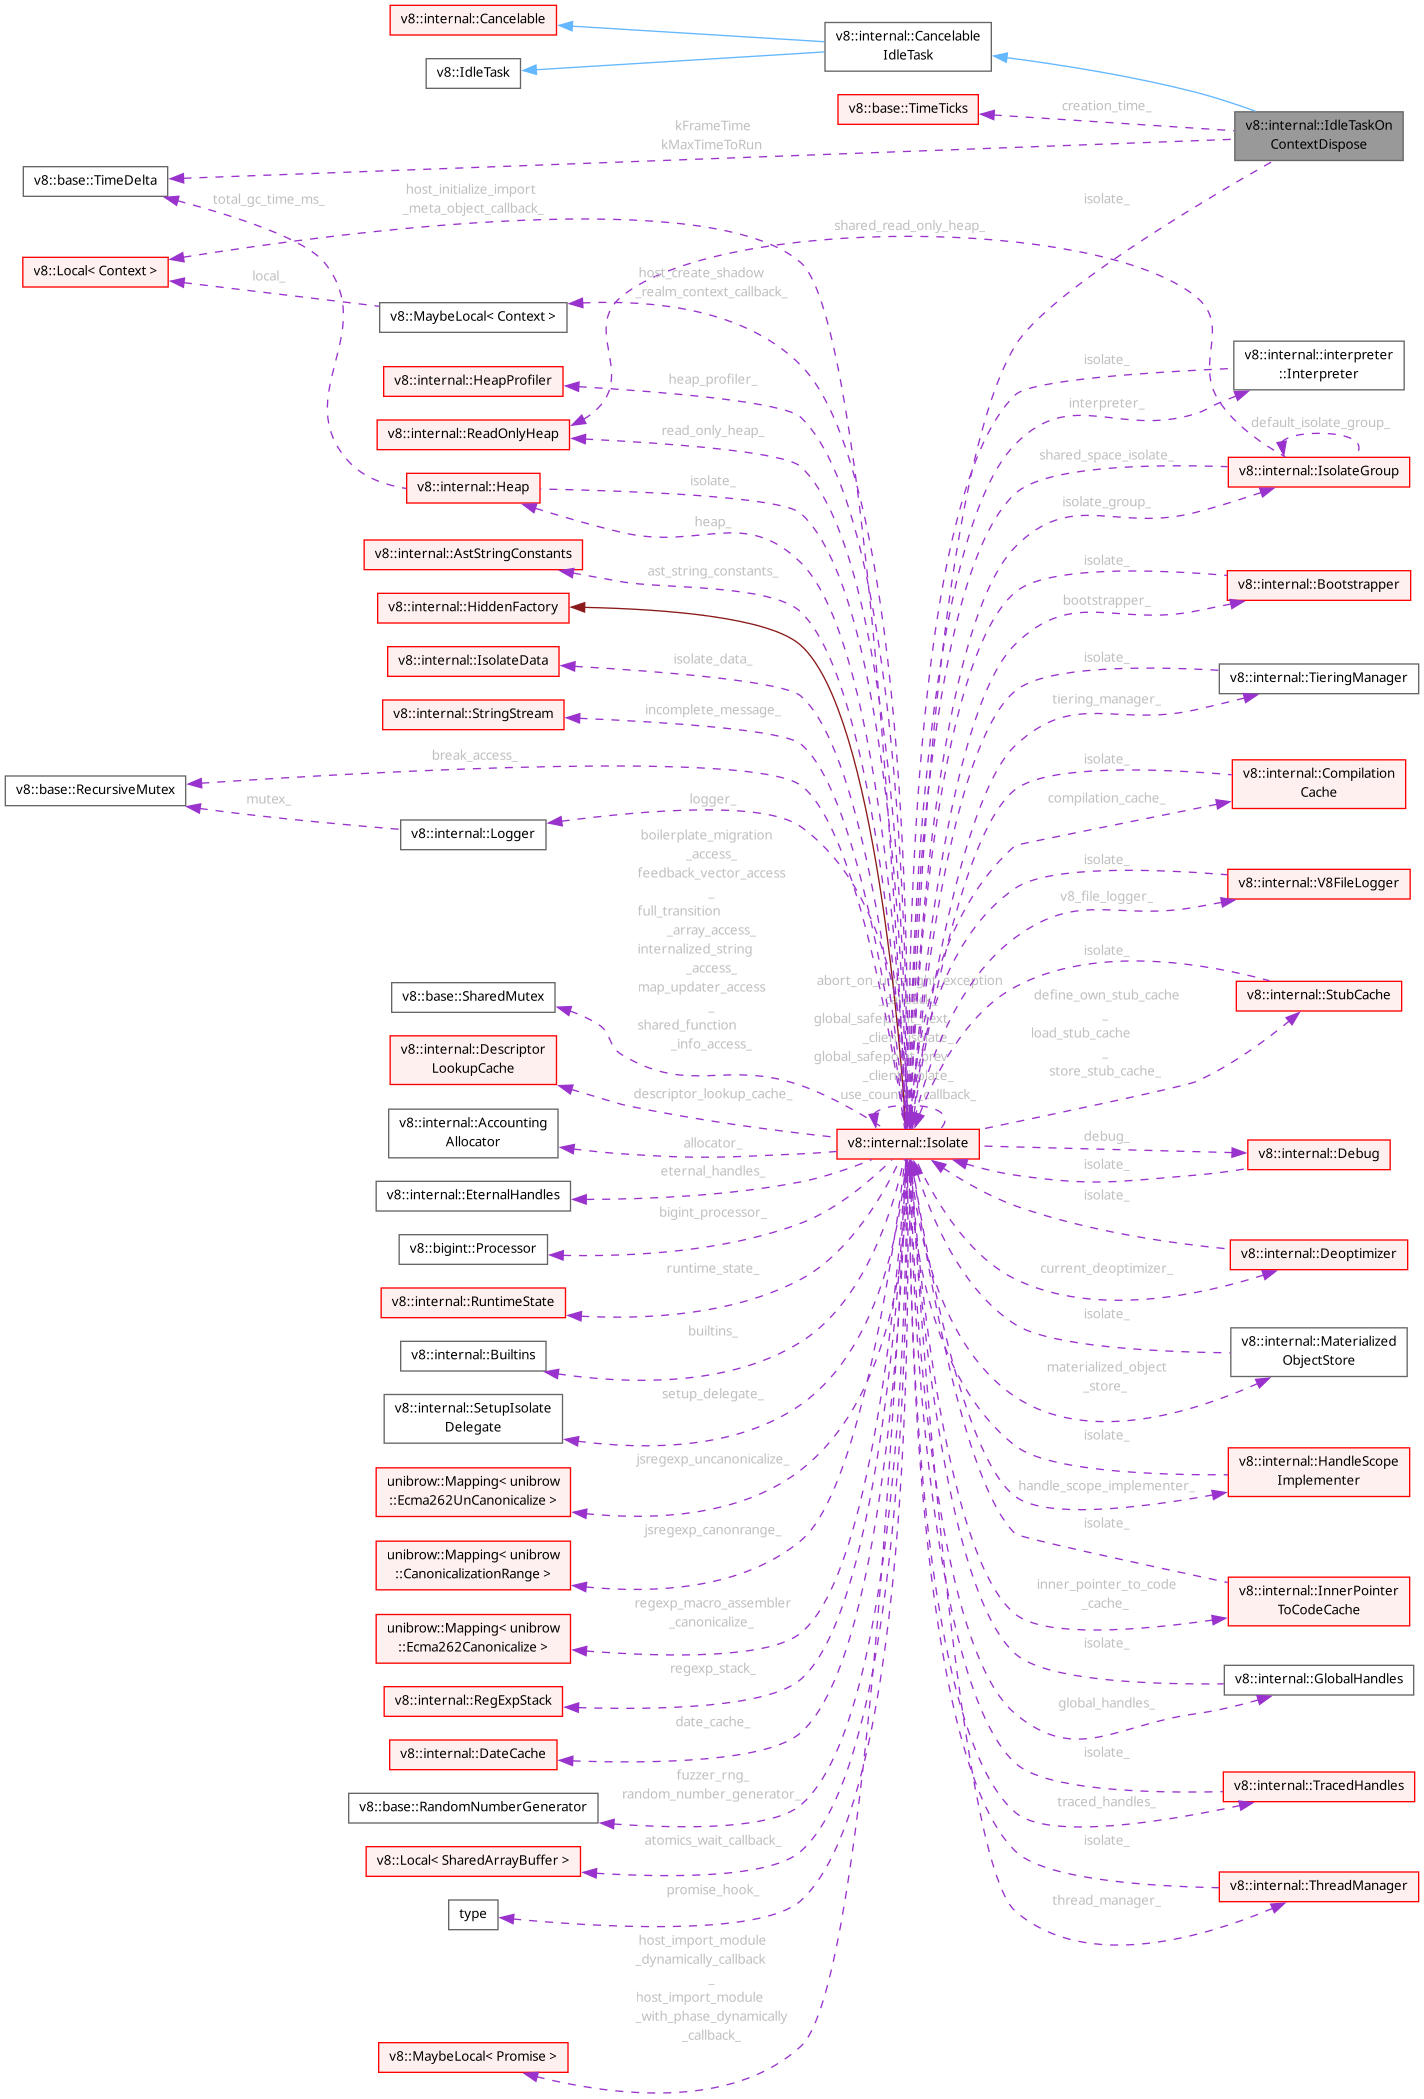 v8::internal::Cancelable
v8::internal::Cancelable
IdleTask
v8::IdleTask
v8::base::TimeTicks
creation_time_
v8::internal::IdleTaskOn
ContextDispose
kFrameTime
kMaxTimeToRun
v8::base::TimeDelta
total_gc_time_ms_
host_initialize_import
_meta_object_callback_
isolate_
shared_read_only_heap_
v8::Local< Context >
local_
host_create_shadow
_realm_context_callback_
v8::MaybeLocal< Context >
v8::internal::interpreter
::Interpreter
isolate_
v8::internal::HeapProfiler
heap_profiler_
interpreter_
default_isolate_group_
v8::internal::ReadOnlyHeap
read_only_heap_
shared_space_isolate_
v8::internal::IsolateGroup
v8::internal::Heap
isolate_
isolate_group_
heap_
v8::internal::AstStringConstants
ast_string_constants_
isolate_
v8::internal::Bootstrapper
bootstrapper_
v8::internal::HiddenFactory
v8::internal::IsolateData
isolate_data_
isolate_
v8::internal::TieringManager
tiering_manager_
v8::internal::StringStream
incomplete_message_
break_access_
v8::base::RecursiveMutex
isolate_
v8::internal::Compilation
Cache
compilation_cache_
mutex_
v8::internal::Logger
logger_
boilerplate_migration
_access_
feedback_vector_access
_
full_transition
_array_access_
internalized_string
_access_
map_updater_access
_
shared_function
_info_access_
isolate_
v8::internal::V8FileLogger
v8_file_logger_
isolate_
v8::internal::StubCache
define_own_stub_cache
_
load_stub_cache
_
store_stub_cache_
v8::base::SharedMutex
global_safepoint_next
_client_isolate_
global_safepoint_prev
_client_isolate_
use_counter_callback_
v8::internal::Descriptor
LookupCache
descriptor_lookup_cache_
v8::internal::Accounting
Allocator
allocator_
v8::internal::Isolate
debug_
v8::internal::Debug
isolate_
v8::internal::EternalHandles
eternal_handles_
isolate_
v8::bigint::Processor
bigint_processor_
v8::internal::Deoptimizer
current_deoptimizer_
v8::internal::RuntimeState
runtime_state_
isolate_
v8::internal::Builtins
builtins_
v8::internal::Materialized
ObjectStore
materialized_object
_store_
v8::internal::SetupIsolate
Delegate
setup_delegate_
isolate_
unibrow::Mapping< unibrow
::Ecma262UnCanonicalize >
jsregexp_uncanonicalize_
v8::internal::HandleScope
Implementer
handle_scope_implementer_
isolate_
unibrow::Mapping< unibrow
::CanonicalizationRange >
jsregexp_canonrange_
v8::internal::InnerPointer
ToCodeCache
inner_pointer_to_code
_cache_
unibrow::Mapping< unibrow
::Ecma262Canonicalize >
regexp_macro_assembler
_canonicalize_
isolate_
v8::internal::GlobalHandles
global_handles_
v8::internal::RegExpStack
regexp_stack_
v8::internal::DateCache
date_cache_
isolate_
v8::internal::TracedHandles
traced_handles_
v8::base::RandomNumberGenerator
fuzzer_rng_
random_number_generator_
isolate_
v8::Local< SharedArrayBuffer >
atomics_wait_callback_
v8::internal::ThreadManager
thread_manager_
type
promise_hook_
host_import_module
_dynamically_callback
_
host_import_module
_with_phase_dynamically
_callback_
v8::MaybeLocal< Promise >